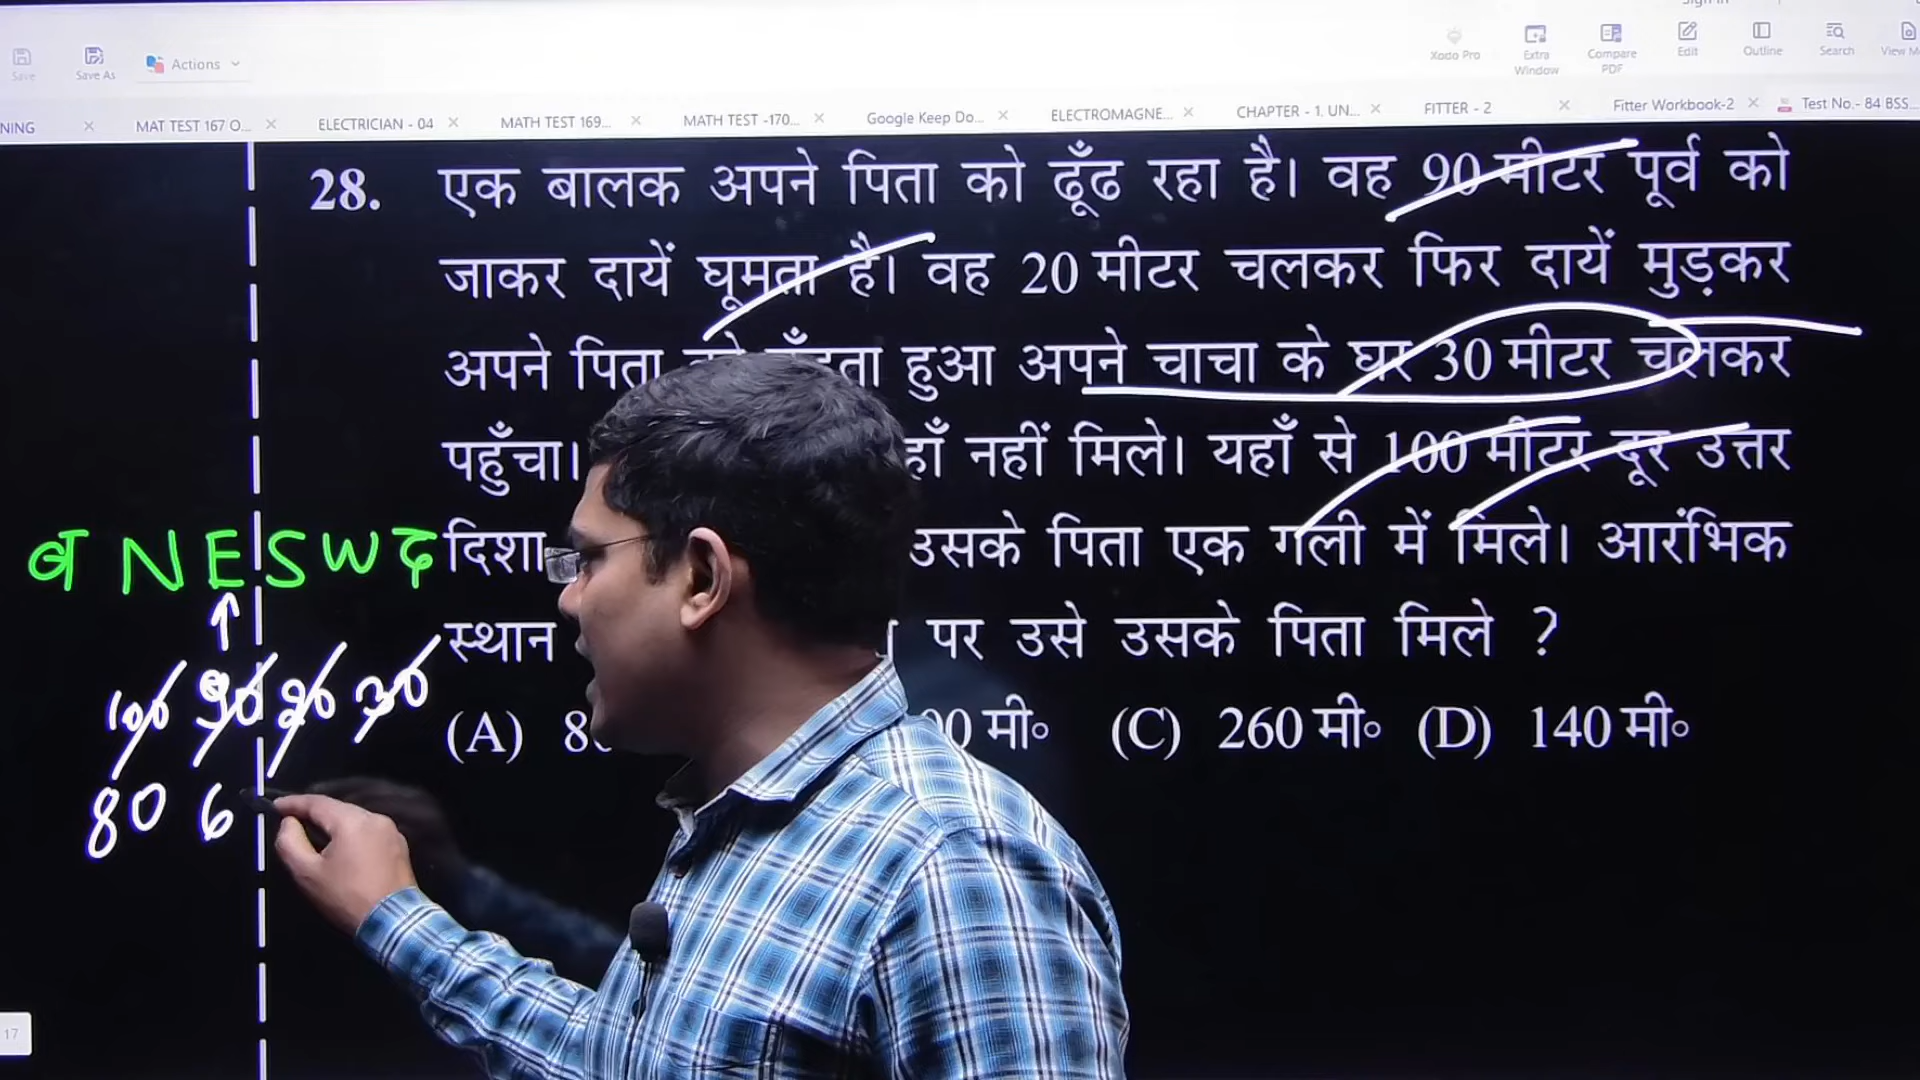 Sign in
Save
Save As
Actions
Xodo Pro
Extra Window
Compare PDF
Edit
Outline
Search
View M
NING
MAT TEST 167 O...
ELECTRICIAN - 04
MATH TEST 169...
MATH TEST -170...
Google Keep Do...
ELECTROMAGNE...
CHAPTER - 1. UN...
FITTER - 2
Fitter Workbook-2
Test No.- 84 BSS...
28. एक बालक अपने पिता को ढूँढ रहा है। वह 90 मीटर पूर्व को
जाकर दायें घूमता है। वह 20 मीटर चलकर फिर दायें मुड़कर
अपने पिता हुआ अपने चाचा के घर 30 मीटर चलकर
पहुँचा। नहीं मिले। यहाँ से 100 मीटर दूर उत्तर
दिशा उसके पिता एक गली में मिले। आरंभिक
स्थान पर उसे उसके पिता मिले ?
(A) 8 0 मी० (C) 260 मी० (D) 140 मी०
N E S W द
100 90 20 30
80 6
17